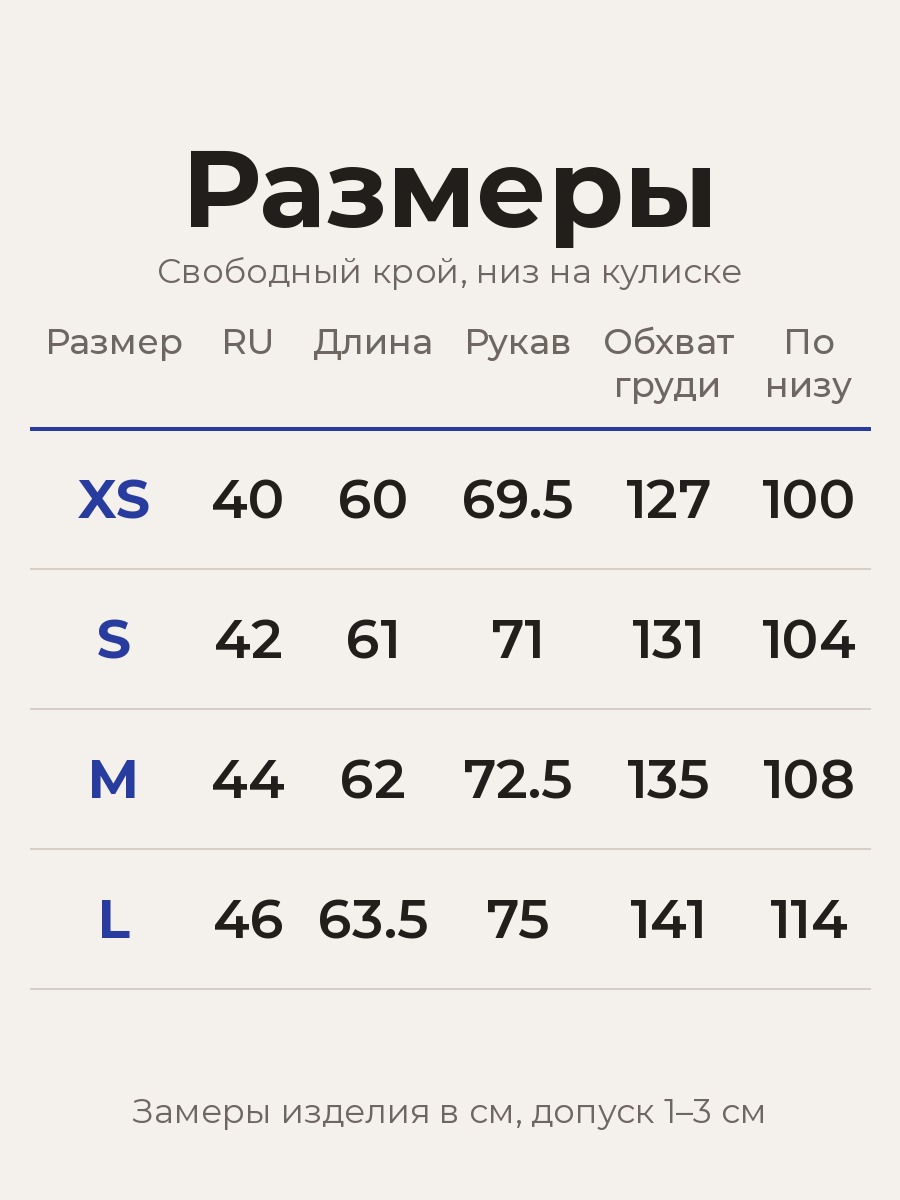 Размеры
Свободный крой, низ на кулиске
Размер RU Длина Рукав Обхват груди По низу
XS 40 60 69.5 127 100
S 42 61 71 131 104
M 44 62 72.5 135 108
L 46 63.5 75 141 114
Замеры изделия в см, допуск 1–3 см